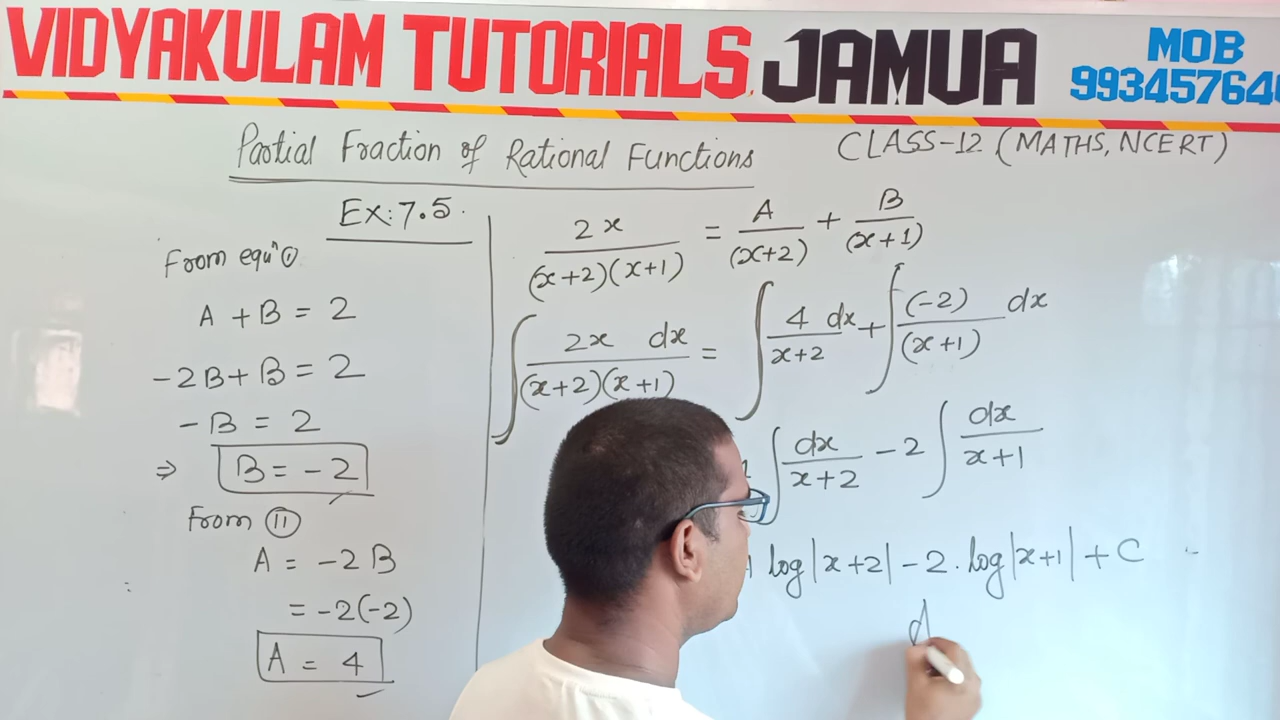 VIDYAKULAM TUTORIALS JAMUA
MOB
993457640
Partial Fraction of Rational Functions
CLASS-12 (MATHS, NCERT)
Ex: 7.5.
From equⁿ ①
A + B = 2
-2B + B = 2
-B = 2
⇒ B = -2
From ⑪
A = -2B
= -2(-2)
A = 4
2x / (x+2)(x+1) = A / (x+2) + B / (x+1)
∫ 2x dx / (x+2)(x+1) = ∫ 4 dx / x+2 + ∫ (-2) / (x+1) dx
∫ dx / x+2 - 2 ∫ dx / x+1
log|x+2| - 2. log|x+1| + C